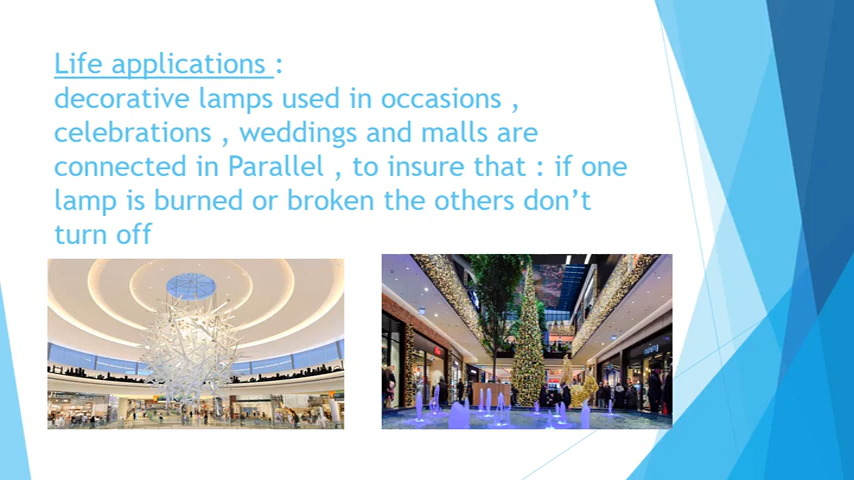 Life applications :
decorative lamps used in occasions ,
celebrations , weddings and malls are
connected in Parallel , to insure that : if one
lamp is burned or broken the others don’t
turn off